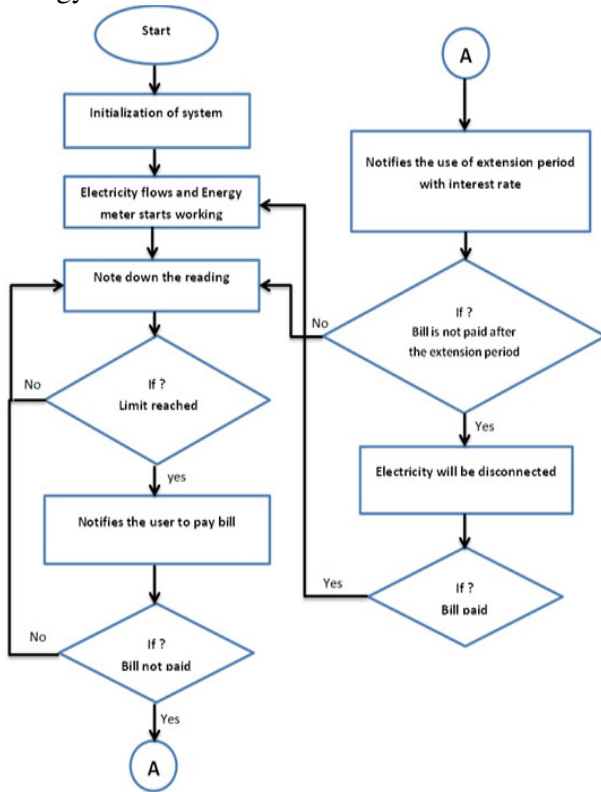 Start
Initialization of system
Electricity flows and Energy
meter starts working
Note down the reading
If ?
Limit reached
No
yes
Notifies the user to pay bill
If ?
Bill not paid
No
Yes
A
A
Notifies the use of extension period
with interest rate
If ?
Bill is not paid after
the extension period
No
Yes
Electricity will be disconnected
If ?
Bill paid
Yes